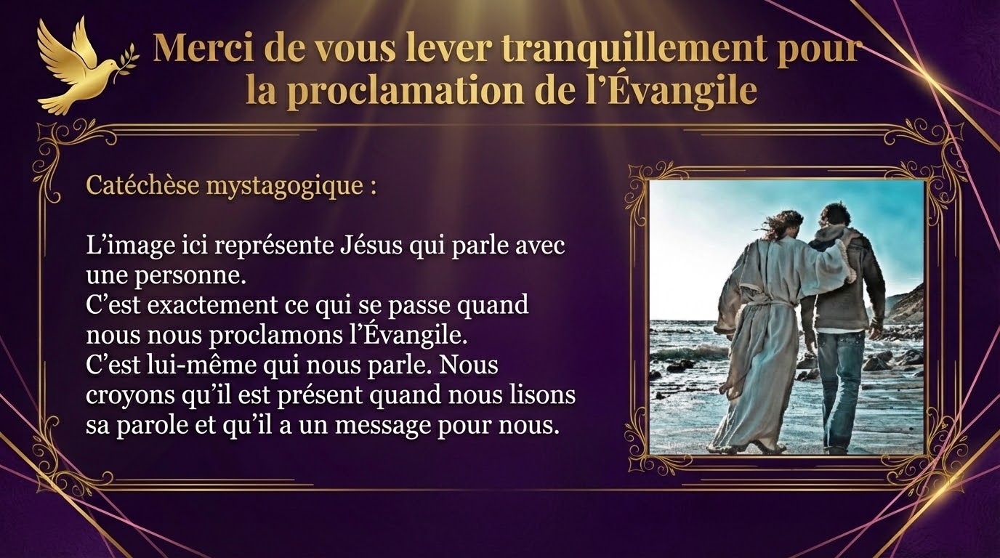 Merci de vous lever tranquillement pour
la proclamation de l’Évangile
Catéchèse mystagogique :
L’image ici représente Jésus qui parle avec
une personne.
C’est exactement ce qui se passe quand
nous nous proclamons l’Évangile.
C’est lui-même qui nous parle. Nous
croyons qu’il est présent quand nous lisons
sa parole et qu’il a un message pour nous.